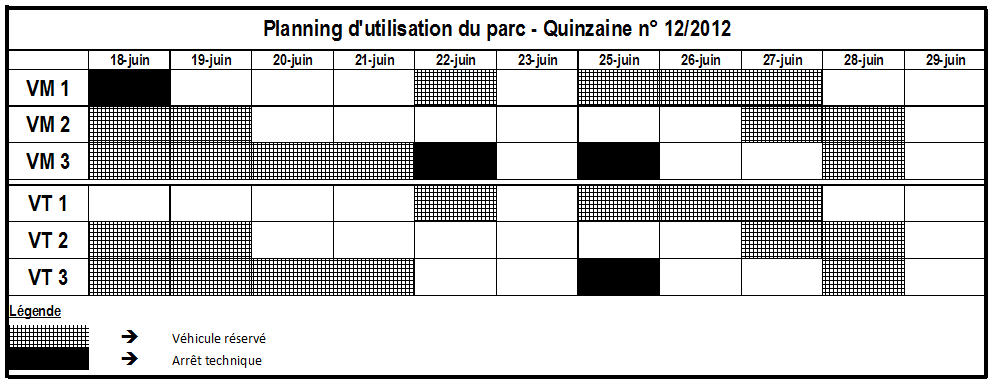 Planning d'utilisation du parc - Quinzaine n° 12/2012
18-juin 19-juin 20-juin 21-juin 22-juin 23-juin 25-juin 26-juin 27-juin 28-juin 29-juin
VM 1
VM 2
VM 3
VT 1
VT 2
VT 3
Légende
➔ Véhicule réservé
➔ Arrêt technique